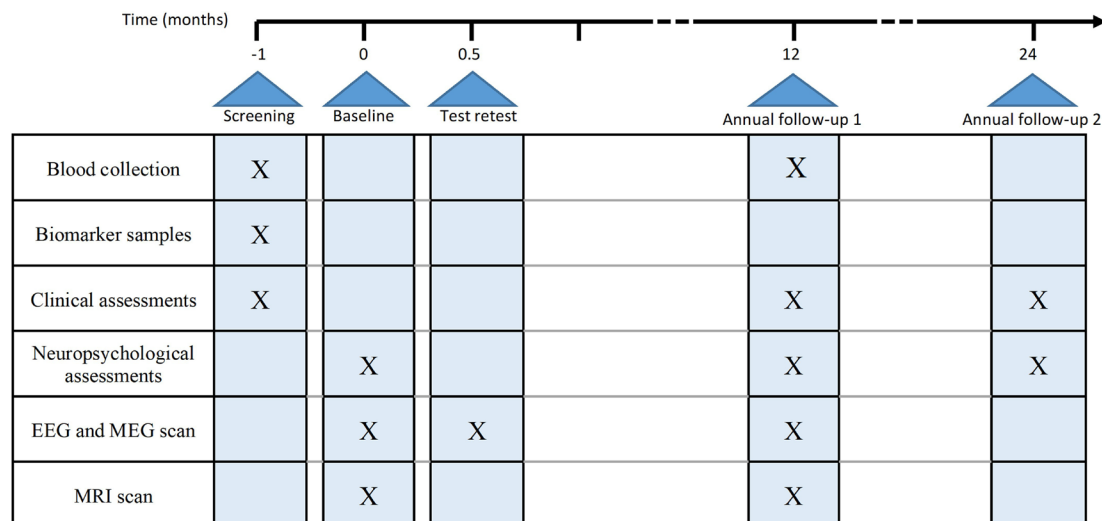 Time (months)
-1 0 0.5 12 24
Screening Baseline Test retest Annual follow-up 1 Annual follow-up 2
Blood collection X X
Biomarker samples X
Clinical assessments X X X
Neuropsychological
assessments X X X
EEG and MEG scan X X X
MRI scan X X